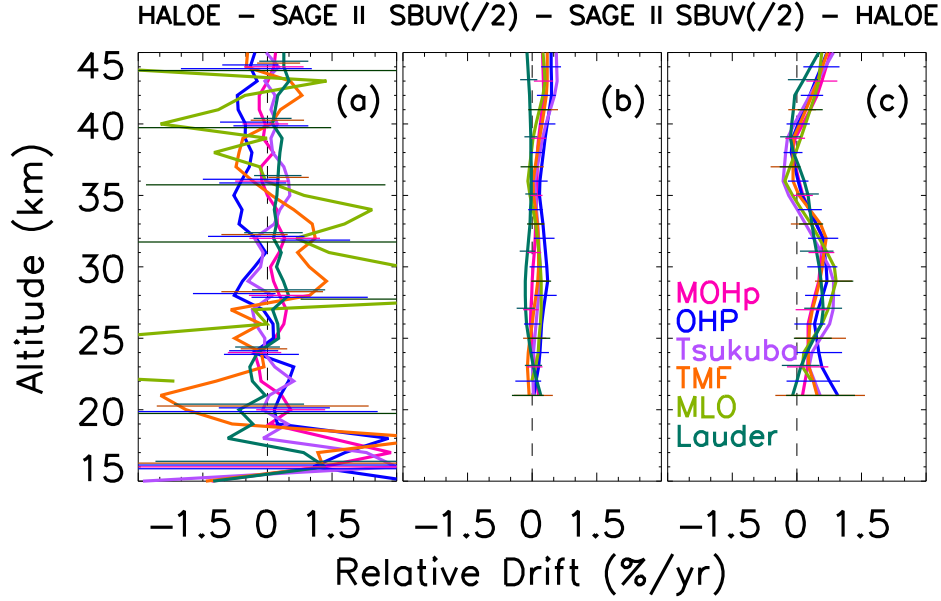 HALOE − SAGE II SBUV(/2) − SAGE II SBUV(/2) − HALOE
(a) (b) (c)
45
40
35
30
25
20
15
Altitude (km)
MOHp
OHP
Tsukuba
TMF
MLO
Lauder
−1.5 0 1.5 −1.5 0 1.5 −1.5 0 1.5
Relative Drift (%/yr)